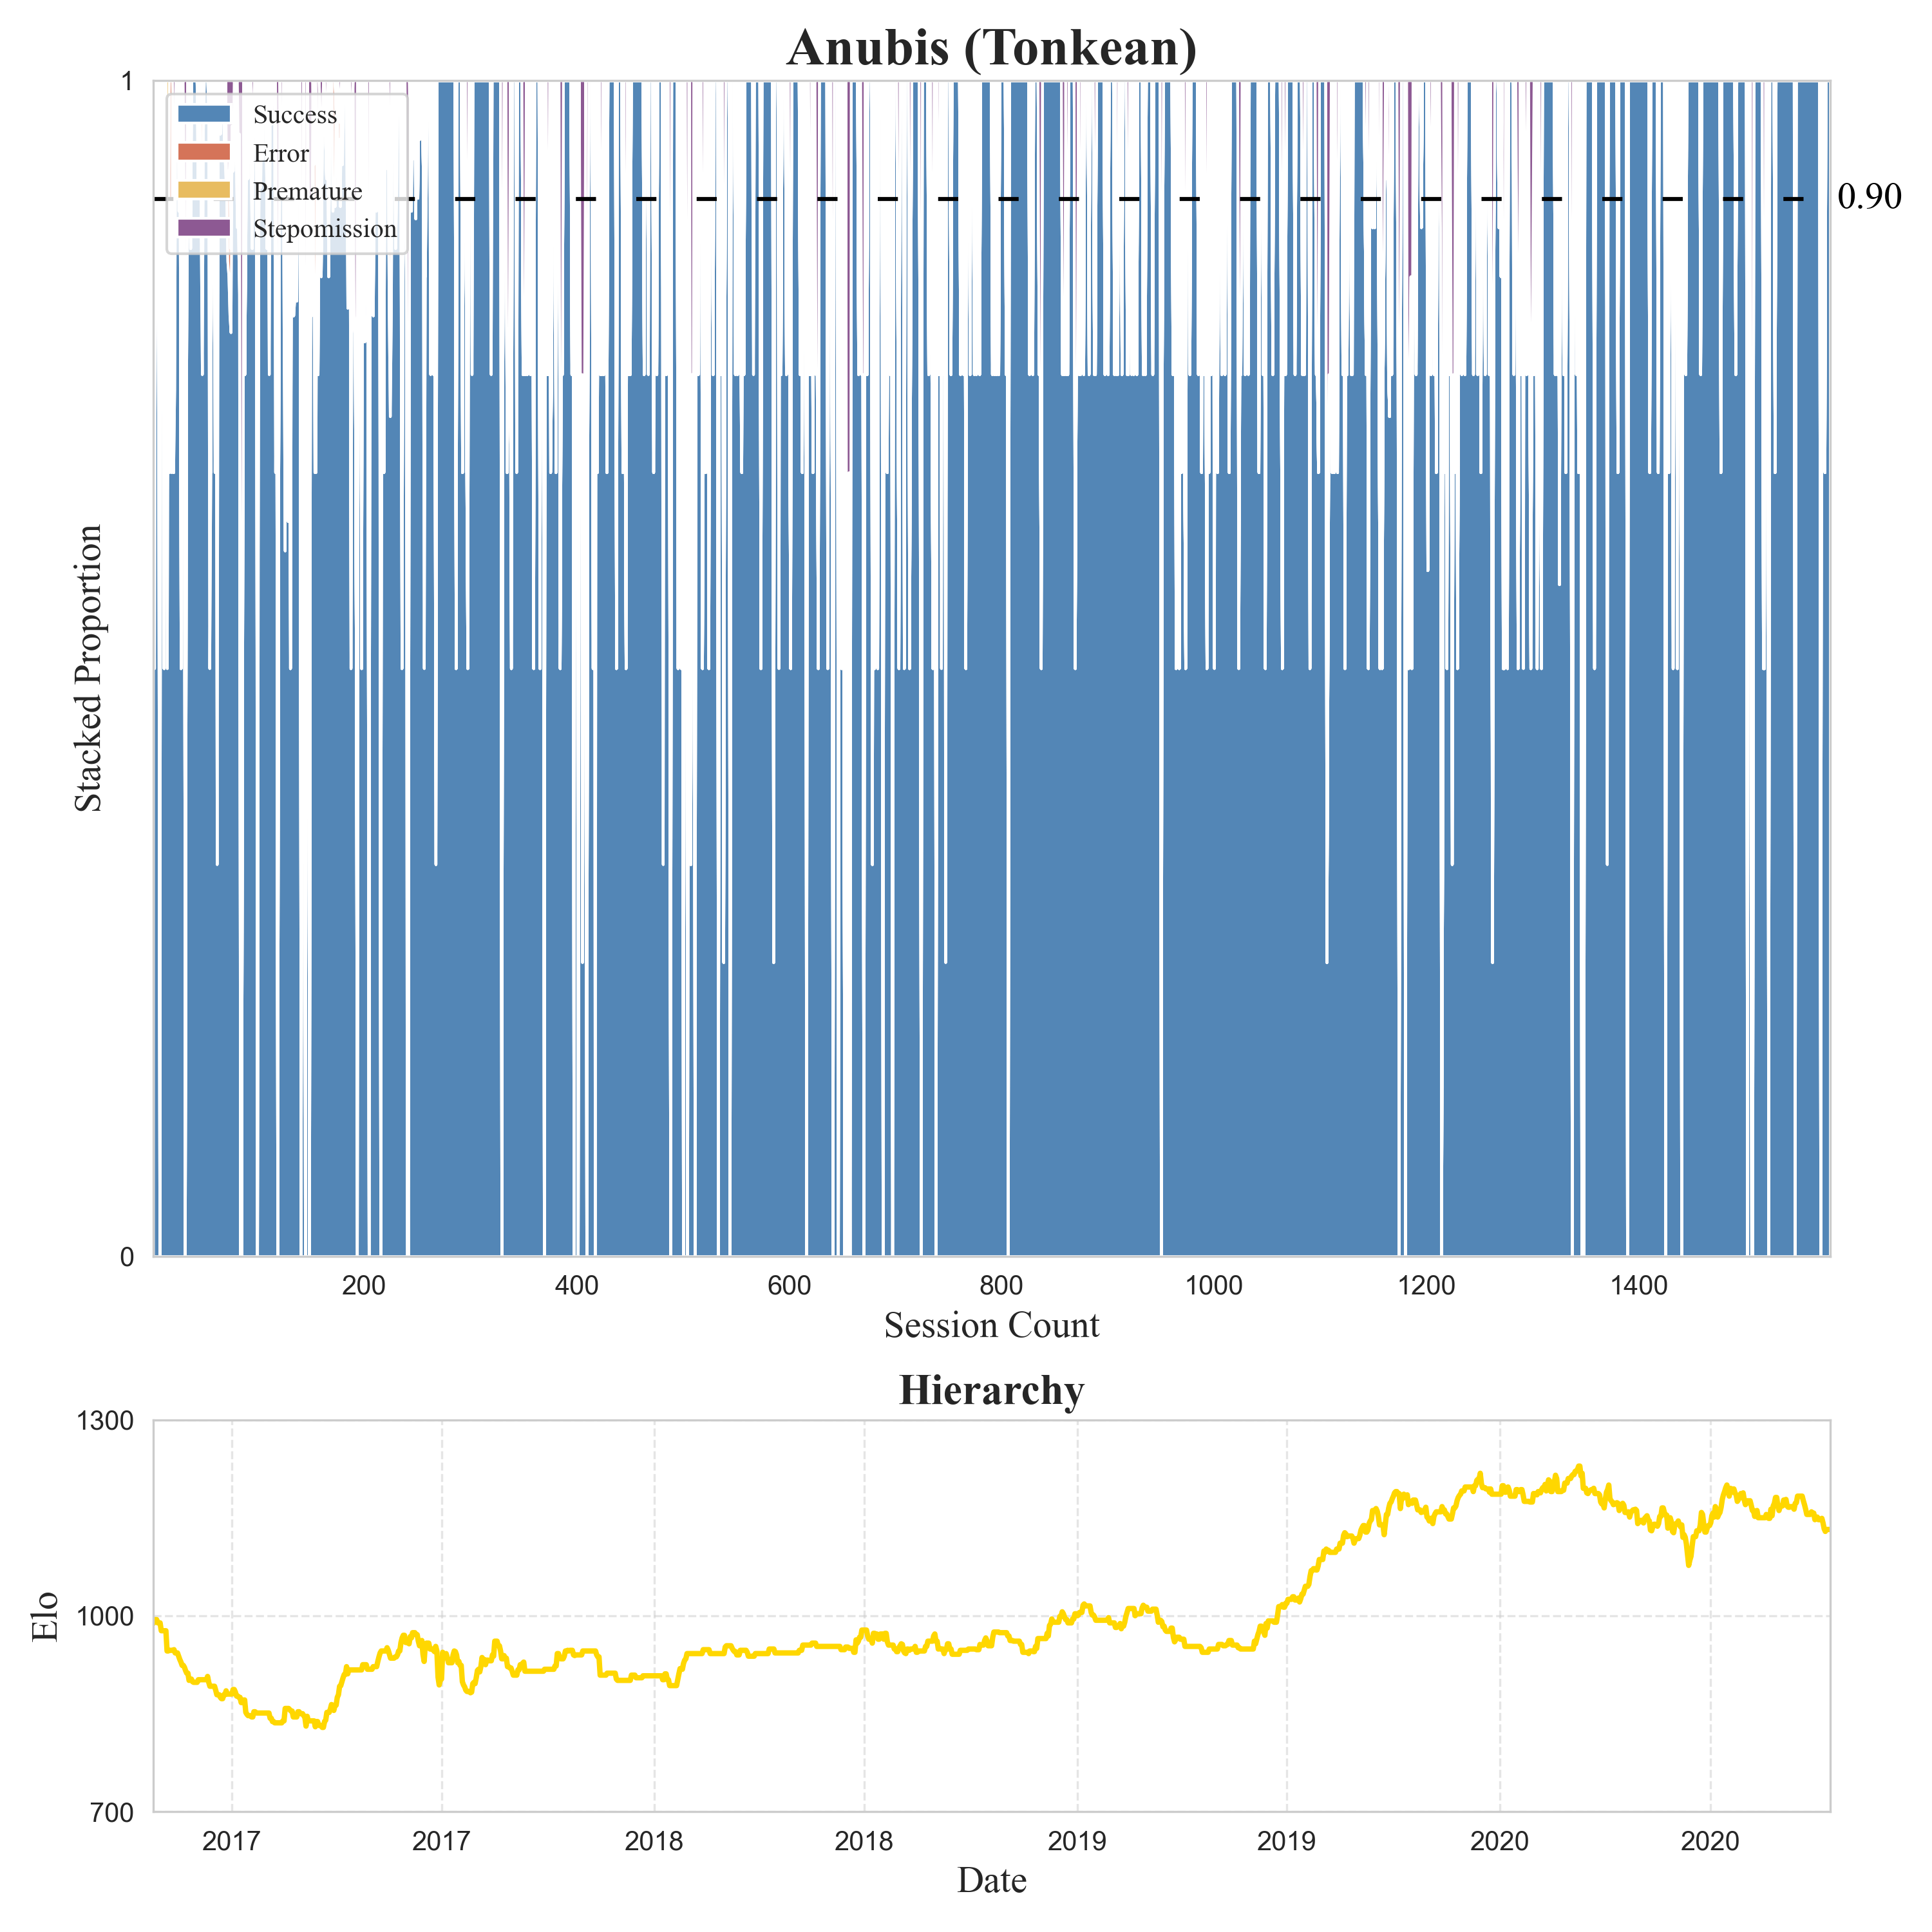 Anubis (Tonkean)
1
Success
Error
Premature
Stepomission
0.90
Stacked Proportion
0
200 400 600 800 1000 1200 1400
Session Count
Hierarchy
1300
1000
700
Elo
2017 2017 2018 2018 2019 2019 2020 2020
Date